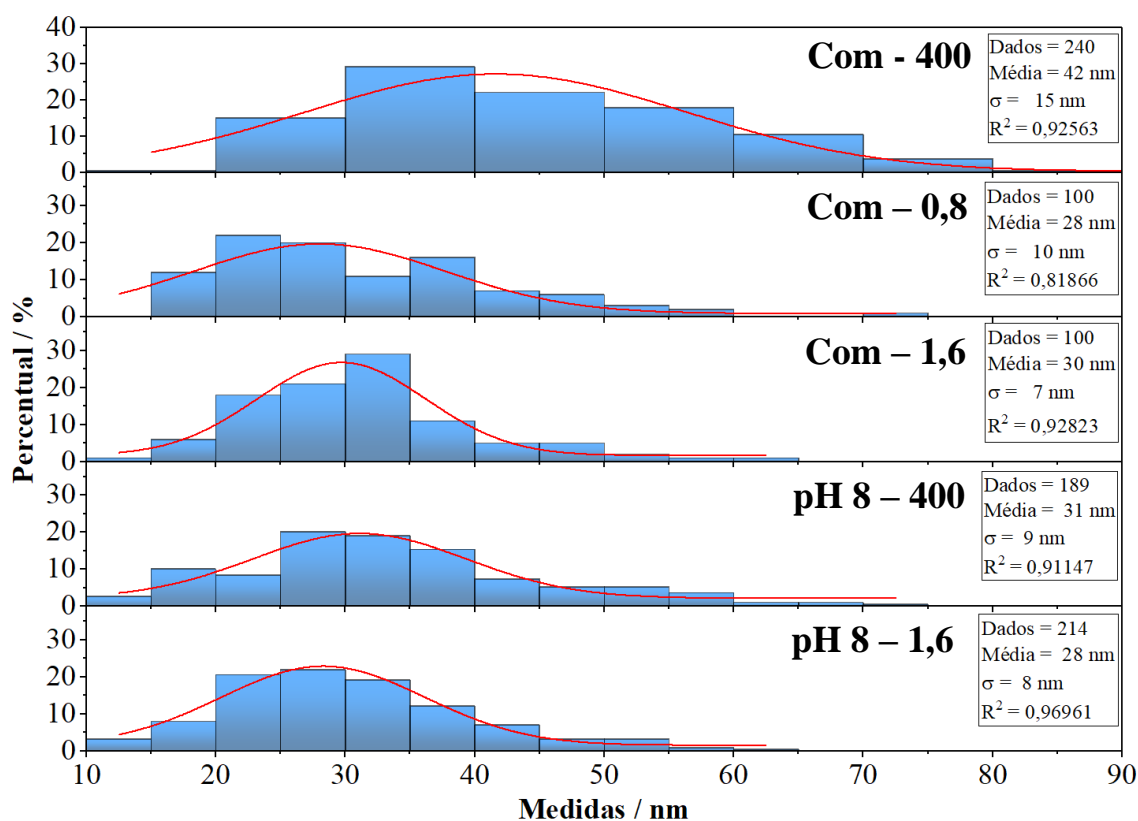 Percentual / %
40
30
20
10
0
Com - 400
Dados = 240
Média = 42 nm
σ = 15 nm
R² = 0,92563
30
20
10
0
Com – 0,8
Dados = 100
Média = 28 nm
σ = 10 nm
R² = 0,81866
30
20
10
0
Com – 1,6
Dados = 100
Média = 30 nm
σ = 7 nm
R² = 0,92823
30
20
10
0
pH 8 – 400
Dados = 189
Média = 31 nm
σ = 9 nm
R² = 0,91147
30
20
10
0
pH 8 – 1,6
Dados = 214
Média = 28 nm
σ = 8 nm
R² = 0,96961
10 20 30 40 50 60 70 80 90
Medidas / nm